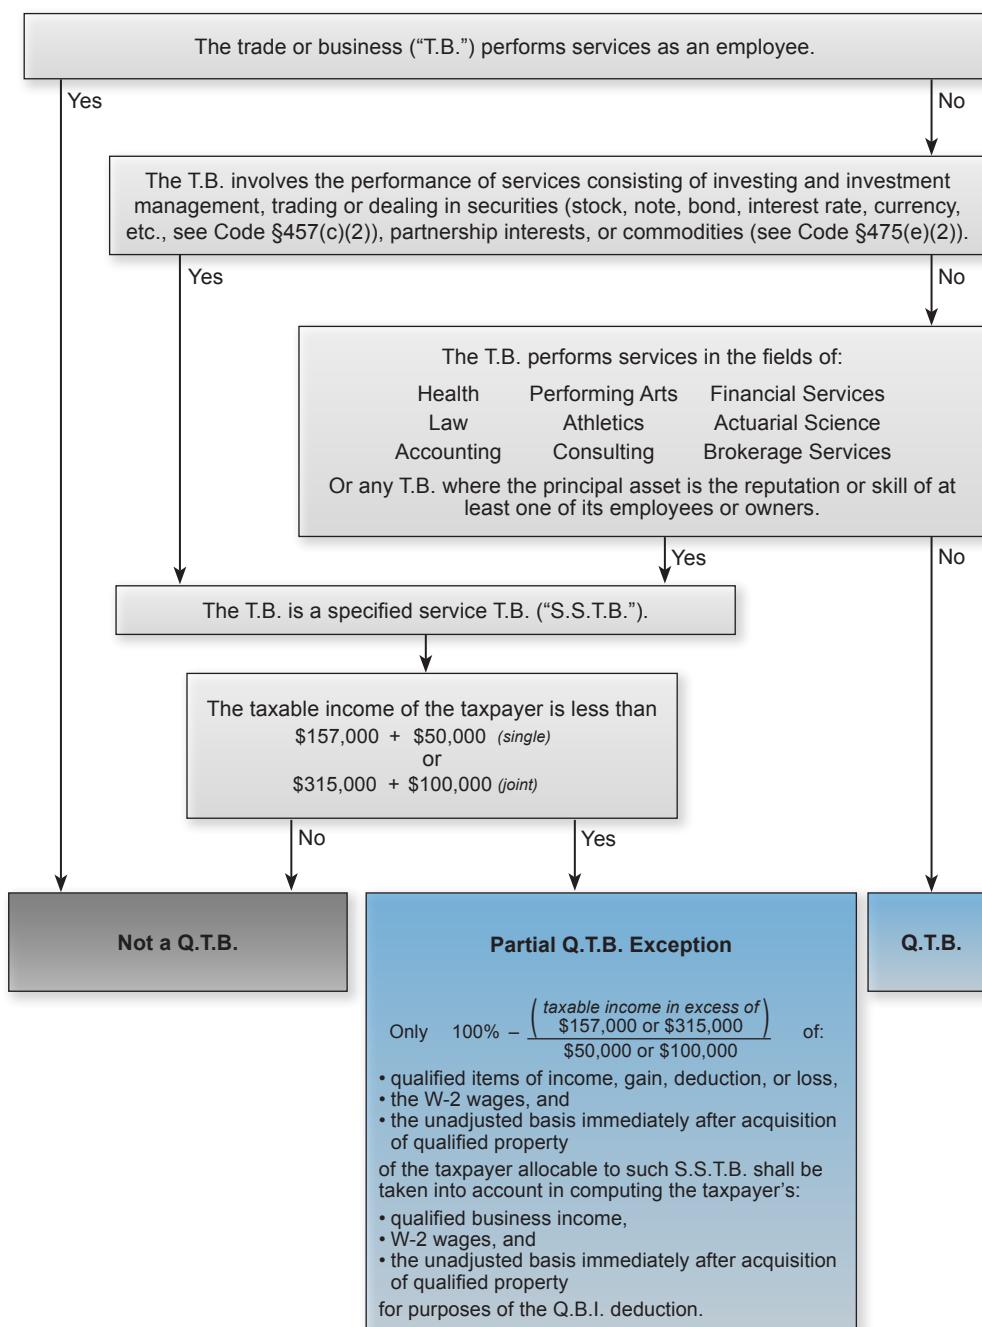 The trade or business (“T.B.”) performs services as an employee.
Yes
No
The T.B. involves the performance of services consisting of investing and investment
management, trading or dealing in securities (stock, note, bond, interest rate, currency,
etc., see Code §457(c)(2)), partnership interests, or commodities (see Code §475(e)(2)).
Yes
No
The T.B. performs services in the fields of:
Health Performing Arts Financial Services
Law Athletics Actuarial Science
Accounting Consulting Brokerage Services
Or any T.B. where the principal asset is the reputation or skill of at
least one of its employees or owners.
Yes
No
The T.B. is a specified service T.B. (“S.S.T.B.”).
The taxable income of the taxpayer is less than
$157,000 + $50,000 (single)
or
$315,000 + $100,000 (joint)
No
Yes
Not a Q.T.B.
Partial Q.T.B. Exception
Only 100% – (taxable income in excess of
$157,000 or $315,000)
$50,000 or $100,000
of:
• qualified items of income, gain, deduction, or loss,
• the W-2 wages, and
• the unadjusted basis immediately after acquisition
of qualified property
of the taxpayer allocable to such S.S.T.B. shall be
taken into account in computing the taxpayer’s:
• qualified business income,
• W-2 wages, and
• the unadjusted basis immediately after acquisition
of qualified property
for purposes of the Q.B.I. deduction.
Q.T.B.